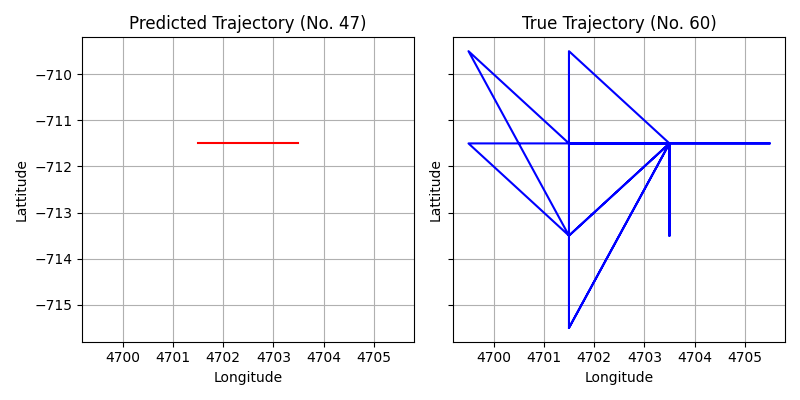 Predicted Trajectory (No. 47)
True Trajectory (No. 60)
−710
−711
−712
−713
−714
−715
Lattitude
Lattitude
4700 4701 4702 4703 4704 4705
4700 4701 4702 4703 4704 4705
Longitude
Longitude